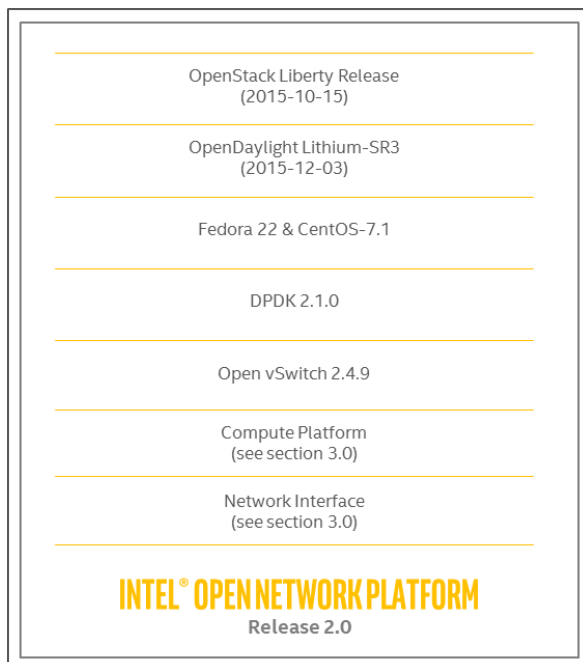 OpenStack Liberty Release
(2015-10-15)
OpenDaylight Lithium-SR3
(2015-12-03)
Fedora 22 & CentOS-7.1
DPDK 2.1.0
Open vSwitch 2.4.9
Compute Platform
(see section 3.0)
Network Interface
(see section 3.0)
INTEL® OPEN NETWORK PLATFORM
Release 2.0